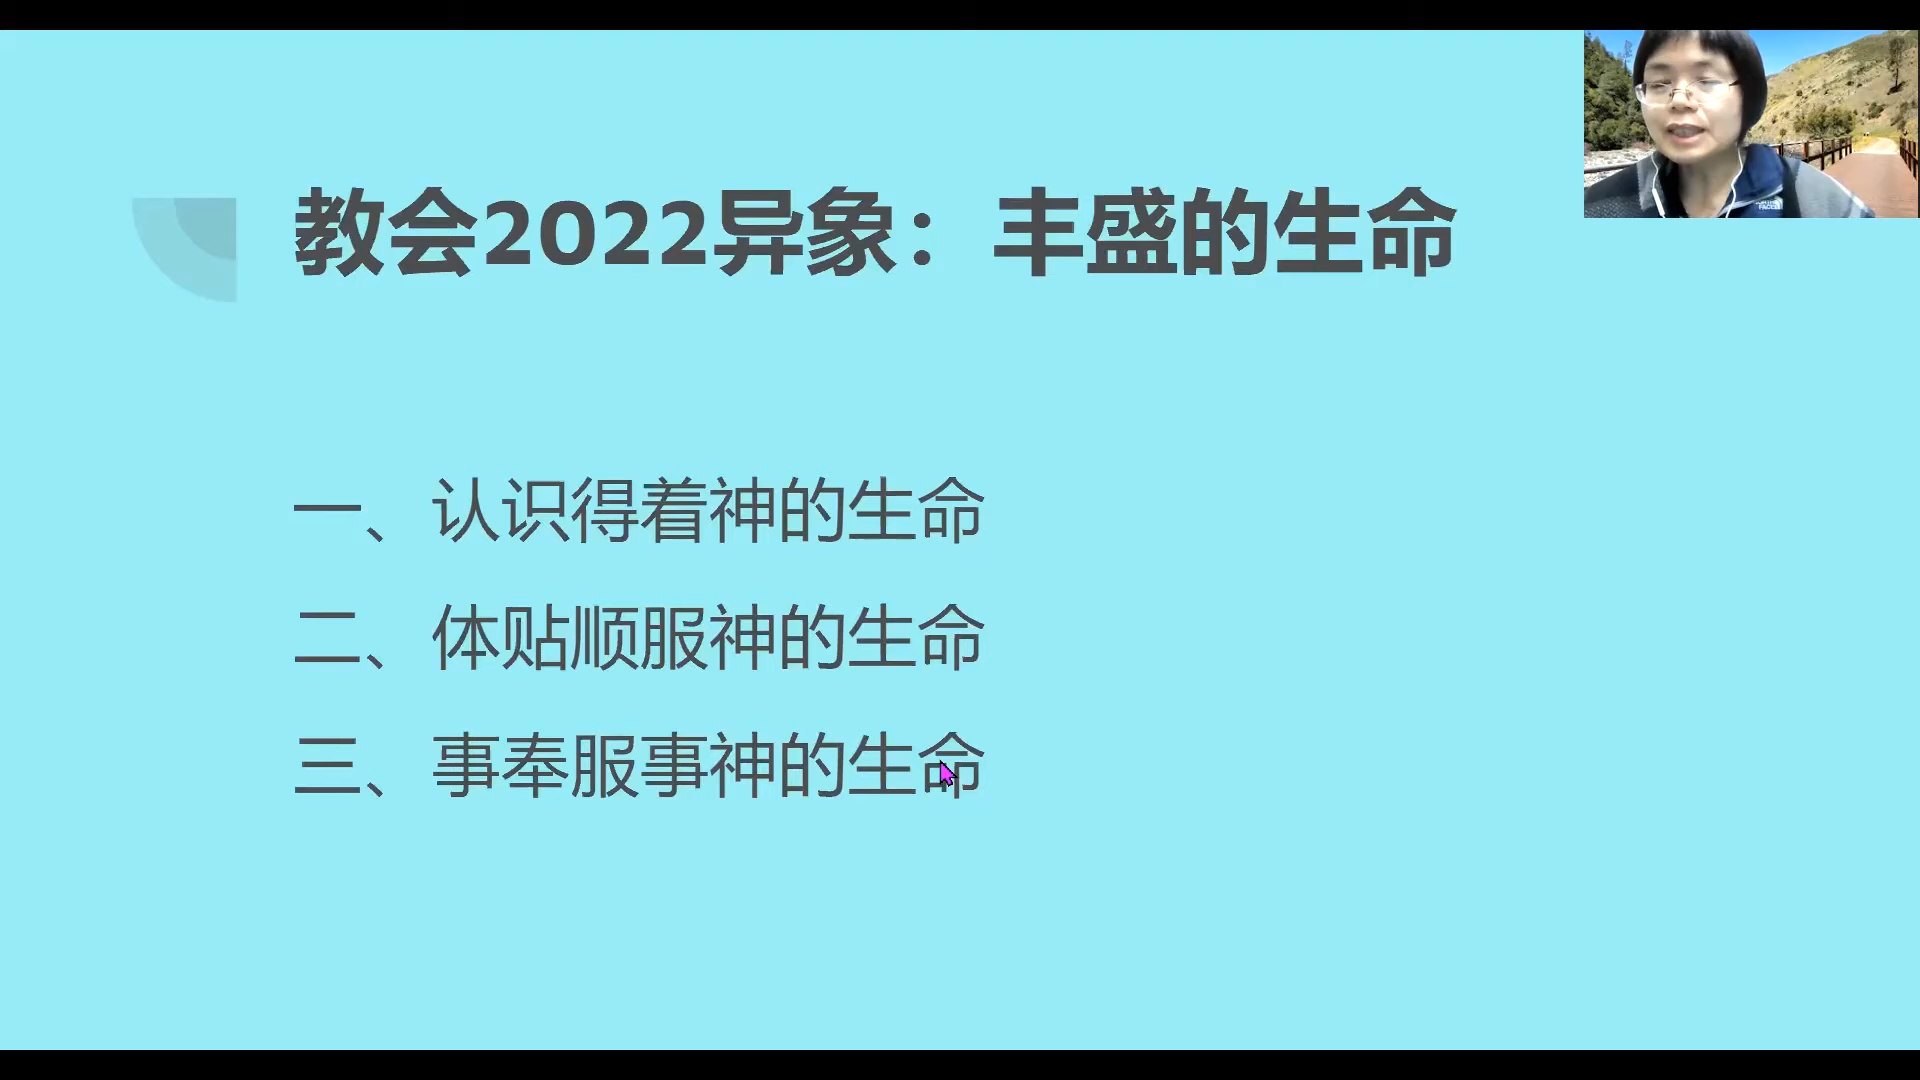 教会2022异象：丰盛的生命
一、认识得着神的生命
二、体贴顺服神的生命
三、事奉服事神的生命